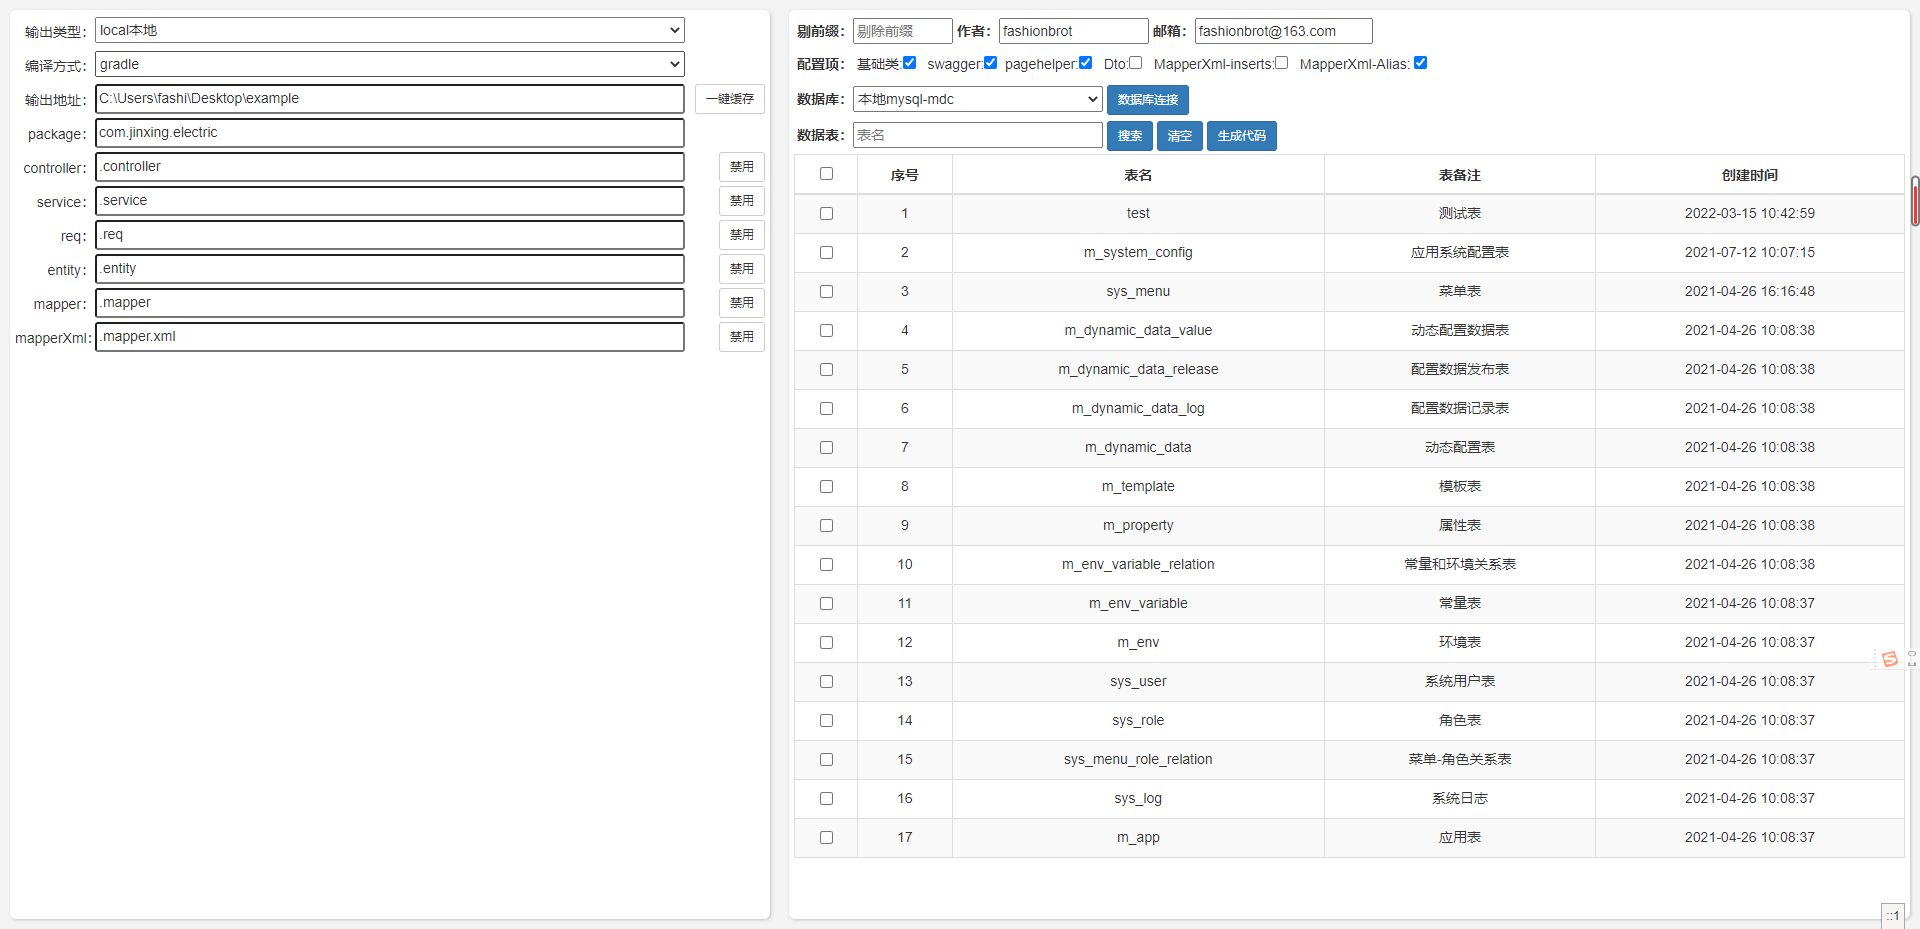 输出类型： local本地
编译方式： gradle
输出地址： C:\Users\fashi\Desktop\example 一键缓存
package： com.jinxing.electric
controller： .controller 禁用
service： .service 禁用
req： .req 禁用
entity： .entity 禁用
mapper： .mapper 禁用
mapperXml： .mapper.xml 禁用
剔前缀： 剔除前缀 作者： fashionbrot 邮箱： fashionbrot@163.com
配置项： 基础类: swagger: pagehelper: Dto: MapperXml-inserts: MapperXml-Alias:
数据库： 本地mysql-mdc 数据库连接
数据表： 表名 搜索 清空 生成代码
序号 表名 表备注 创建时间
1 test 测试表 2022-03-15 10:42:59
2 m_system_config 应用系统配置表 2021-07-12 10:07:15
3 sys_menu 菜单表 2021-04-26 16:16:48
4 m_dynamic_data_value 动态配置数据表 2021-04-26 10:08:38
5 m_dynamic_data_release 配置数据发布表 2021-04-26 10:08:38
6 m_dynamic_data_log 配置数据记录表 2021-04-26 10:08:38
7 m_dynamic_data 动态配置表 2021-04-26 10:08:38
8 m_template 模板表 2021-04-26 10:08:38
9 m_property 属性表 2021-04-26 10:08:38
10 m_env_variable_relation 常量和环境关系表 2021-04-26 10:08:38
11 m_env_variable 常量表 2021-04-26 10:08:37
12 m_env 环境表 2021-04-26 10:08:37
13 sys_user 系统用户表 2021-04-26 10:08:37
14 sys_role 角色表 2021-04-26 10:08:37
15 sys_menu_role_relation 菜单-角色关系表 2021-04-26 10:08:37
16 sys_log 系统日志 2021-04-26 10:08:37
17 m_app 应用表 2021-04-26 10:08:37
::1